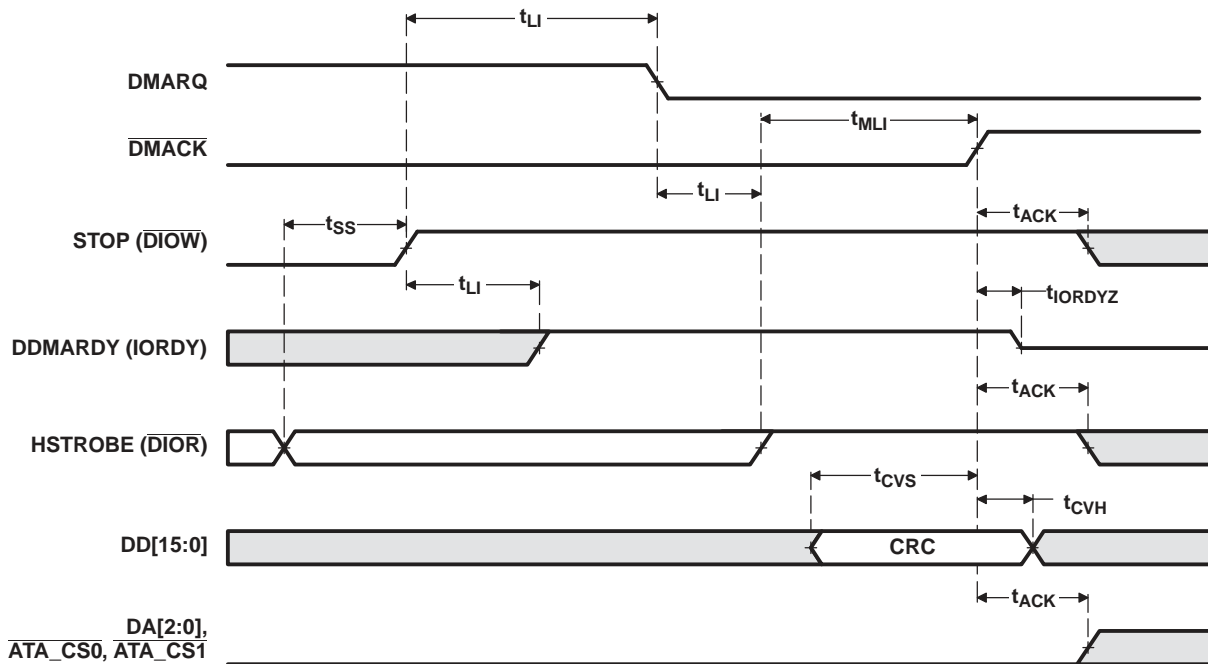 tLI
DMARQ
tMLI
DMACK
tLI
tSS
tACK
STOP (DIOW)
tLI
tIORDYZ
DDMARDY (IORDY)
tACK
HSTROBE (DIOR)
tCVS
tCVH
DD[15:0]
CRC
tACK
DA[2:0],
ATA_CS0, ATA_CS1